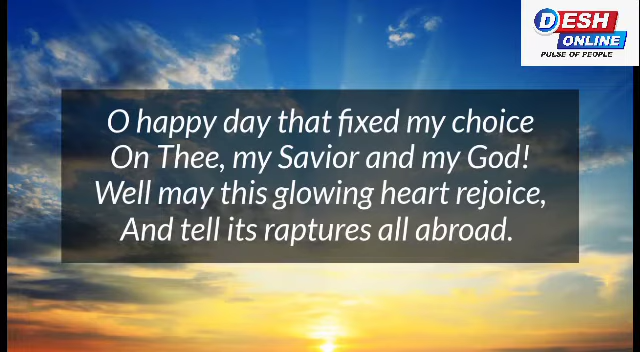 DESH
ONLINE
PULSE OF PEOPLE
O happy day that fixed my choice
On Thee, my Savior and my God!
Well may this glowing heart rejoice,
And tell its raptures all abroad.